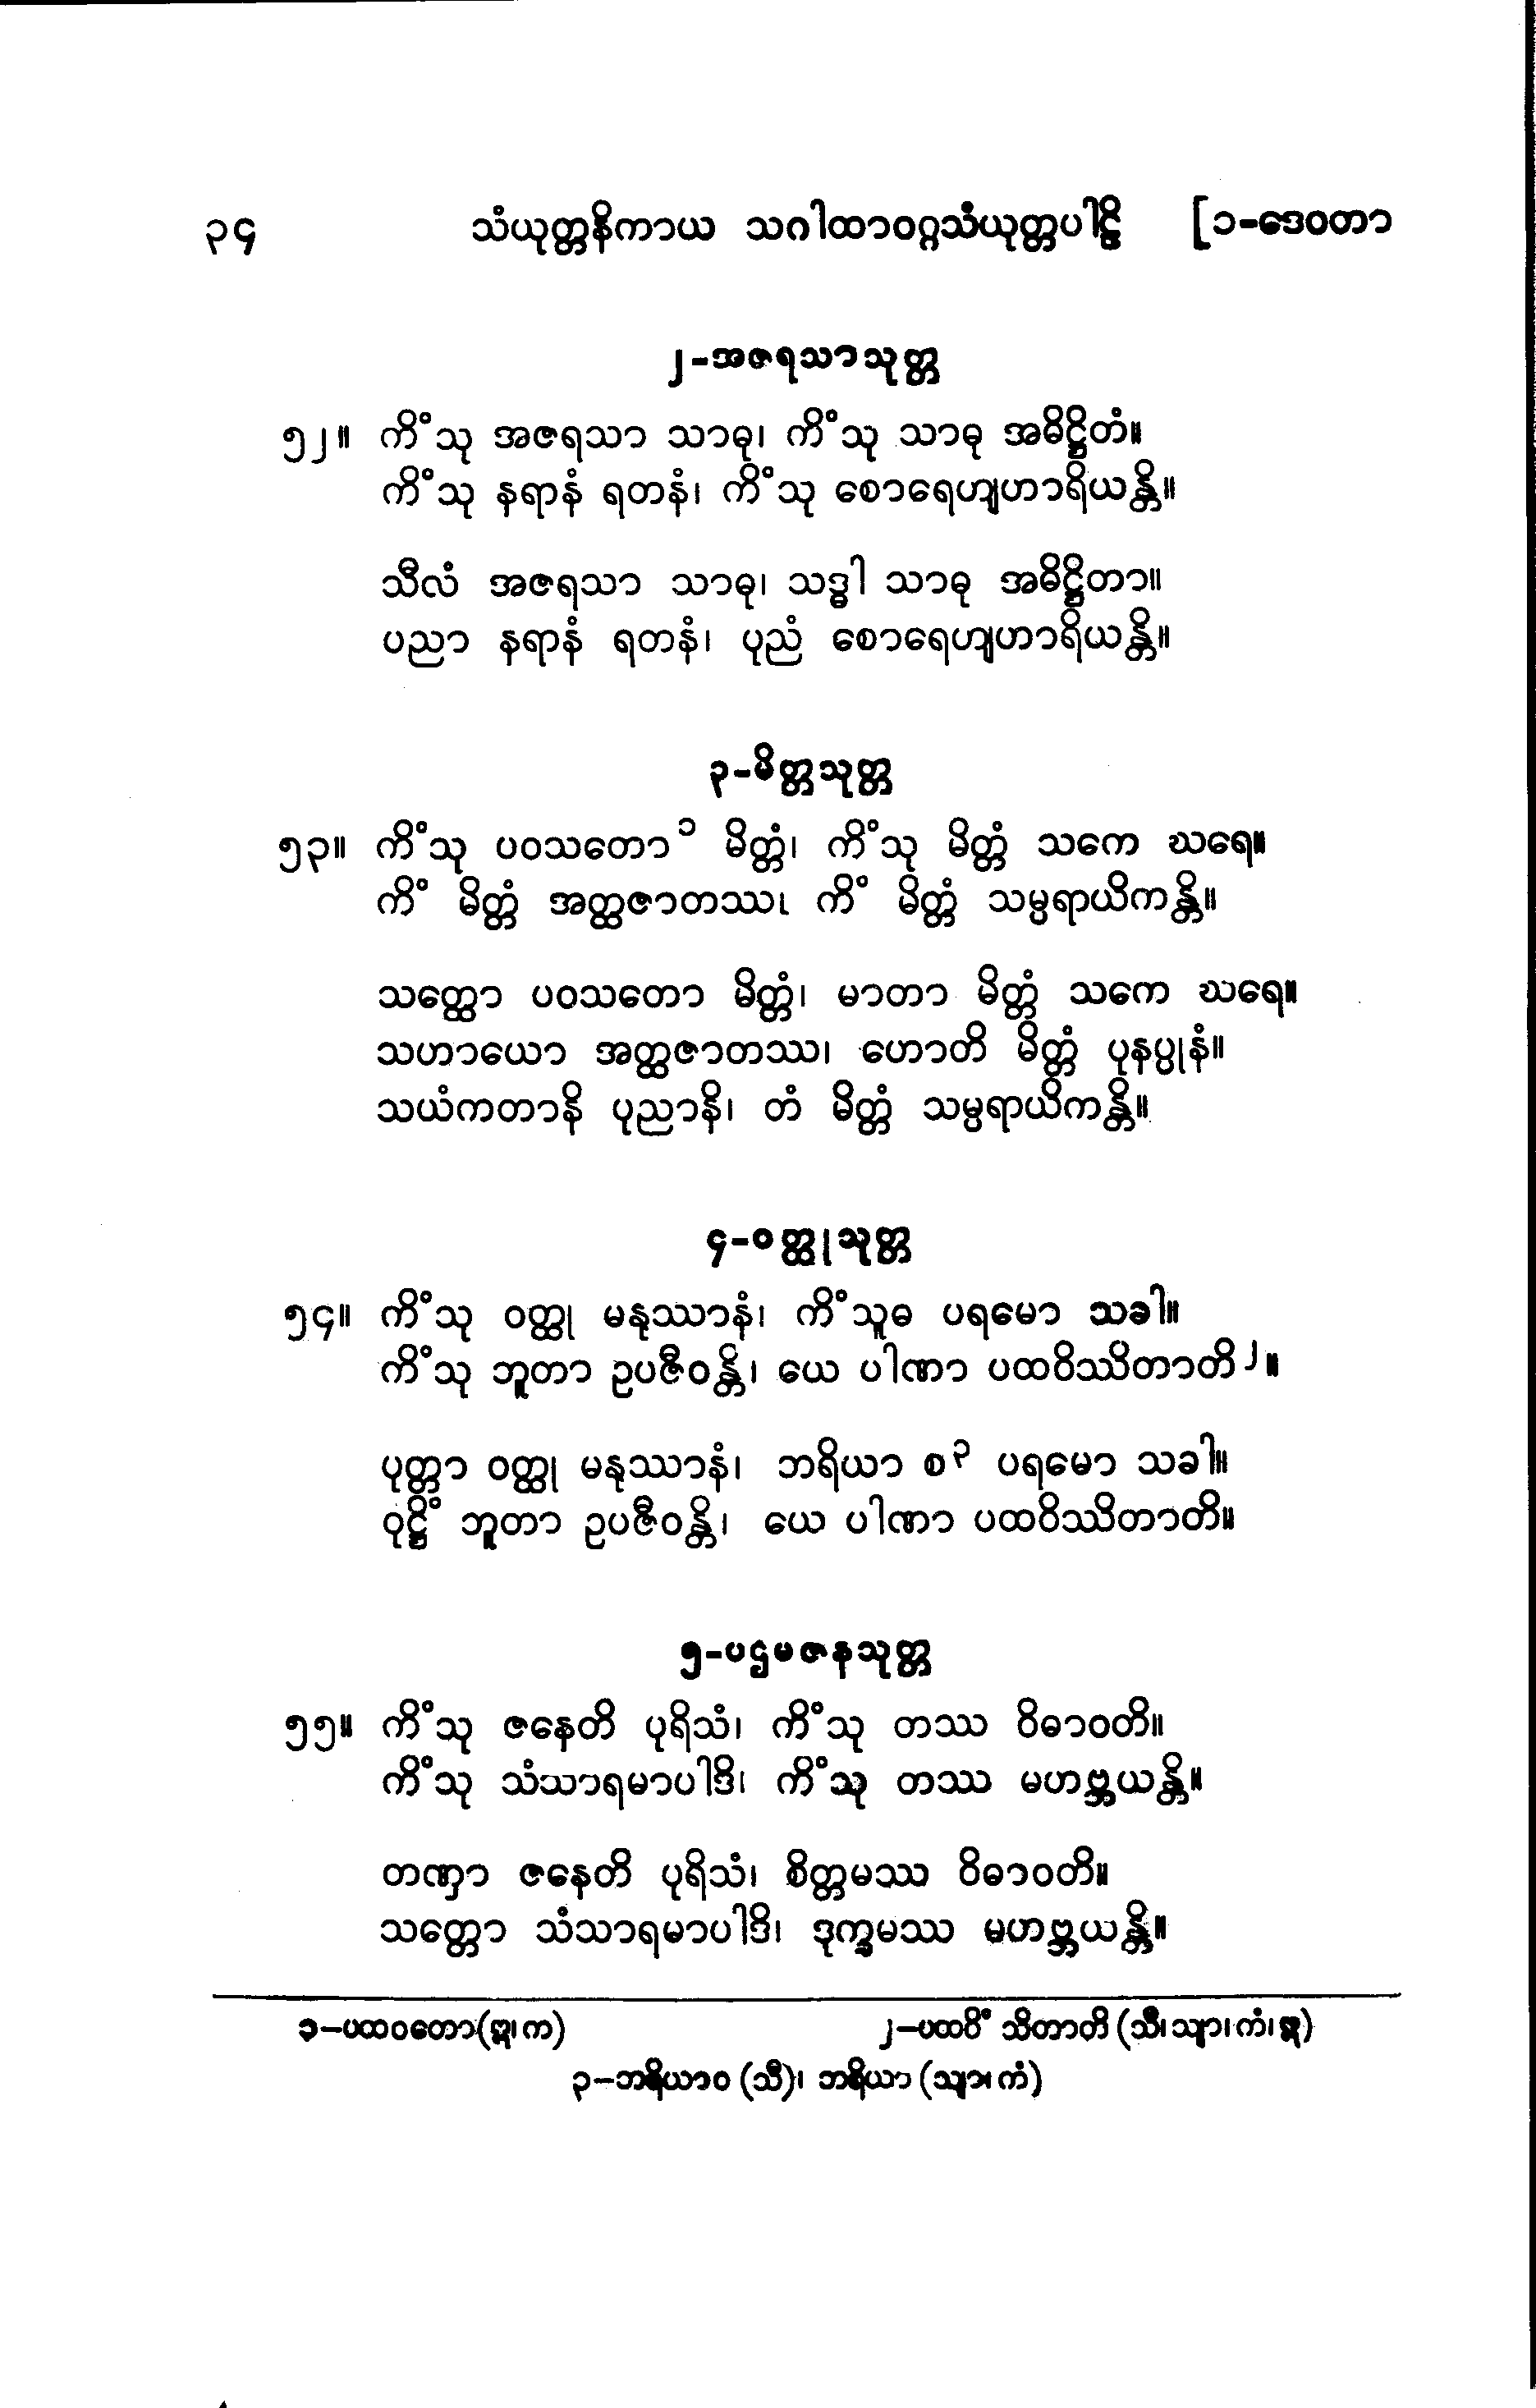 ၃၄ သံယုတ္တနိကာယ သဂါထာဝဂ္ဂသံယုတ္တပါဠိ [၁-ဒေဝတာ
၂-အဇရသာသုတ္တ
၅၂။ ကိံသု အဇရသာ သာဓု၊ ကိံသု သာဓု အဓိဋ္ဌိတံ။
ကိံသု နရာနံ ရတနံ၊ ကိံသု စောရေဟျဟာရိယန္တိ။
သီလံ အဇရသာ သာဓု၊ သဒ္ဓါ သာဓု အဓိဋ္ဌိတာ။
ပညာ နရာနံ ရတနံ၊ ပုညံ စောရေဟျဟာရိယန္တိ။
၃-မိတ္တသုတ္တ
၅၃။ ကိံသု ပဝသတော၁ မိတ္တံ၊ ကိံသု မိတ္တံ သကေ ဃရေ။
ကိံ မိတ္တံ အတ္ထဇာတဿ၊ ကိံ မိတ္တံ သမ္ပရာယိကန္တိ။
သတ္ထော ပဝသတော မိတ္တံ၊ မာတာ မိတ္တံ သကေ ဃရေ။
သဟာယော အတ္ထဇာတဿ၊ ဟောတိ မိတ္တံ ပုနပ္ပုနံ။
သယံကတာနိ ပုညာနိ၊ တံ မိတ္တံ သမ္ပရာယိကန္တိ။
၄-ဝတ္ထုသုတ္တ
၅၄။ ကိံသု ဝတ္ထု မနုဿာနံ၊ ကိံသူဓ ပရမော သခါ။
ကိံသု ဘူတာ ဥပဇီဝန္တိ၊ ယေ ပါဏာ ပထဝိဿိတာတိ၂။
ပုတ္တာ ဝတ္ထု မနုဿာနံ၊ ဘရိယာ စ၃ ပရမော သခါ။
ဝုဋ္ဌိံ ဘူတာ ဥပဇီဝန္တိ၊ ယေ ပါဏာ ပထဝိဿိတာတိ။
၅-ပဌမဇနသုတ္တ
၅၅။ ကိံသု ဇနေတိ ပုရိသံ၊ ကိံသု တဿ ဝိဓာဝတိ။
ကိံသု သံသာရမာပါဒိ၊ ကိံသု တဿ မဟဗ္ဘယန္တိ။
တဏှာ ဇနေတိ ပုရိသံ၊ စိတ္တမဿ ဝိဓာဝတိ။
သတ္တော သံသာရမာပါဒိ၊ ဒုက္ခမဿ မဟဗ္ဘယန္တိ။
၁-ပထဝတော(ဋ္ဌ၊ က) ၂-ပထဝိံ သိတာတိ (သီ၊ သျာ၊ ကံ၊ ဋ္ဌ)
၃-ဘရိယာဝ (သီ)၊ ဘရိယာ (သျာ၊ ကံ)